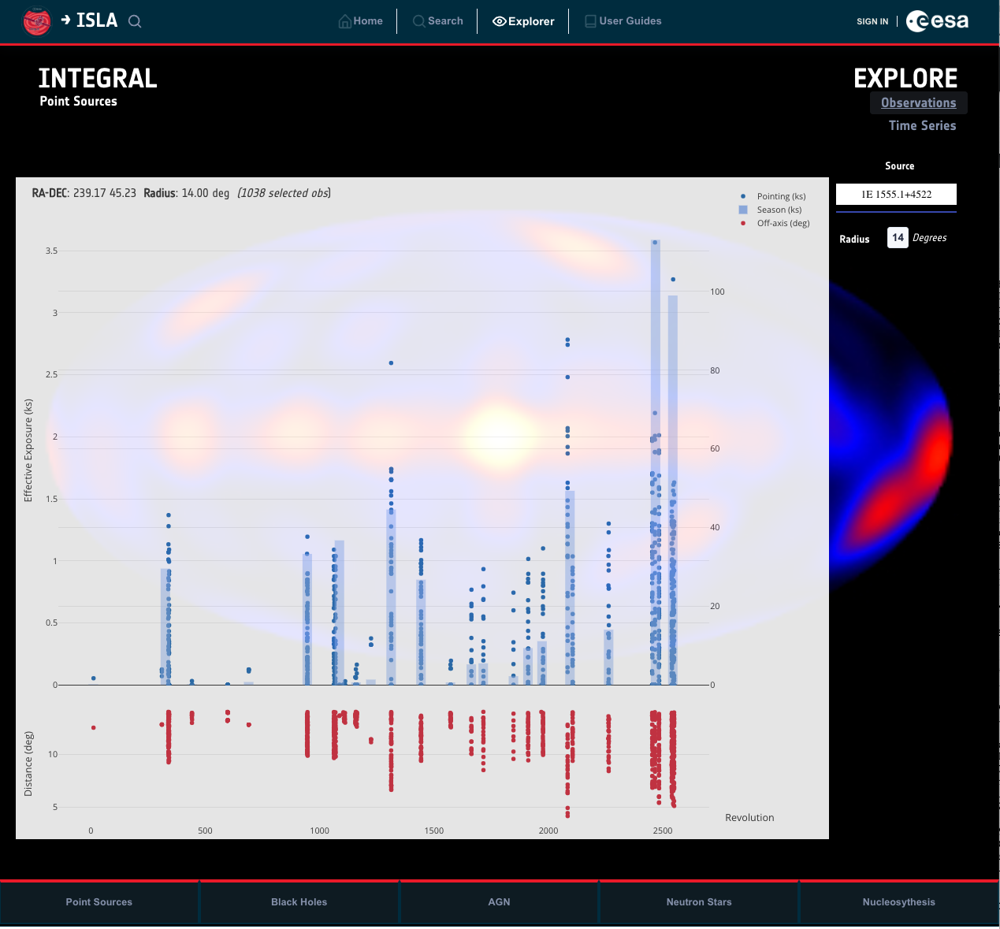 → ISLA
Home
Search
Explorer
User Guides
SIGN IN
esa
INTEGRAL
Point Sources
EXPLORE
Observations
Time Series
Source
1E 1555.1+4522
Radius 14 Degrees
RA-DEC: 239.17 45.23 Radius: 14.00 deg (1038 selected obs)
Pointing (ks)
Season (ks)
Off-axis (deg)
Effective Exposure (ks)
3.5
3
2.5
2
1.5
1
0.5
0
100
80
60
40
20
0
Distance (deg)
10
5
0 500 1000 1500 2000 2500
Revolution
Point Sources
Black Holes
AGN
Neutron Stars
Nucleosythesis